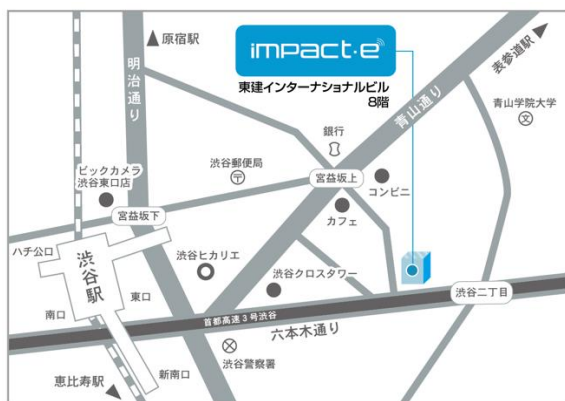 原宿駅
impact・e
東建インターナショナルビル
8階
表参道駅
明治通り
青山通り
青山学院大学
文
銀行
渋谷郵便局
〒
ビックカメラ
渋谷東口店
宮益坂上
コンビニ
カフェ
宮益坂下
ハチ公口
渋谷駅
渋谷ヒカリエ
渋谷クロスタワー
渋谷二丁目
東口
南口
首都高速3号渋谷
六本木通り
渋谷警察署
新南口
恵比寿駅